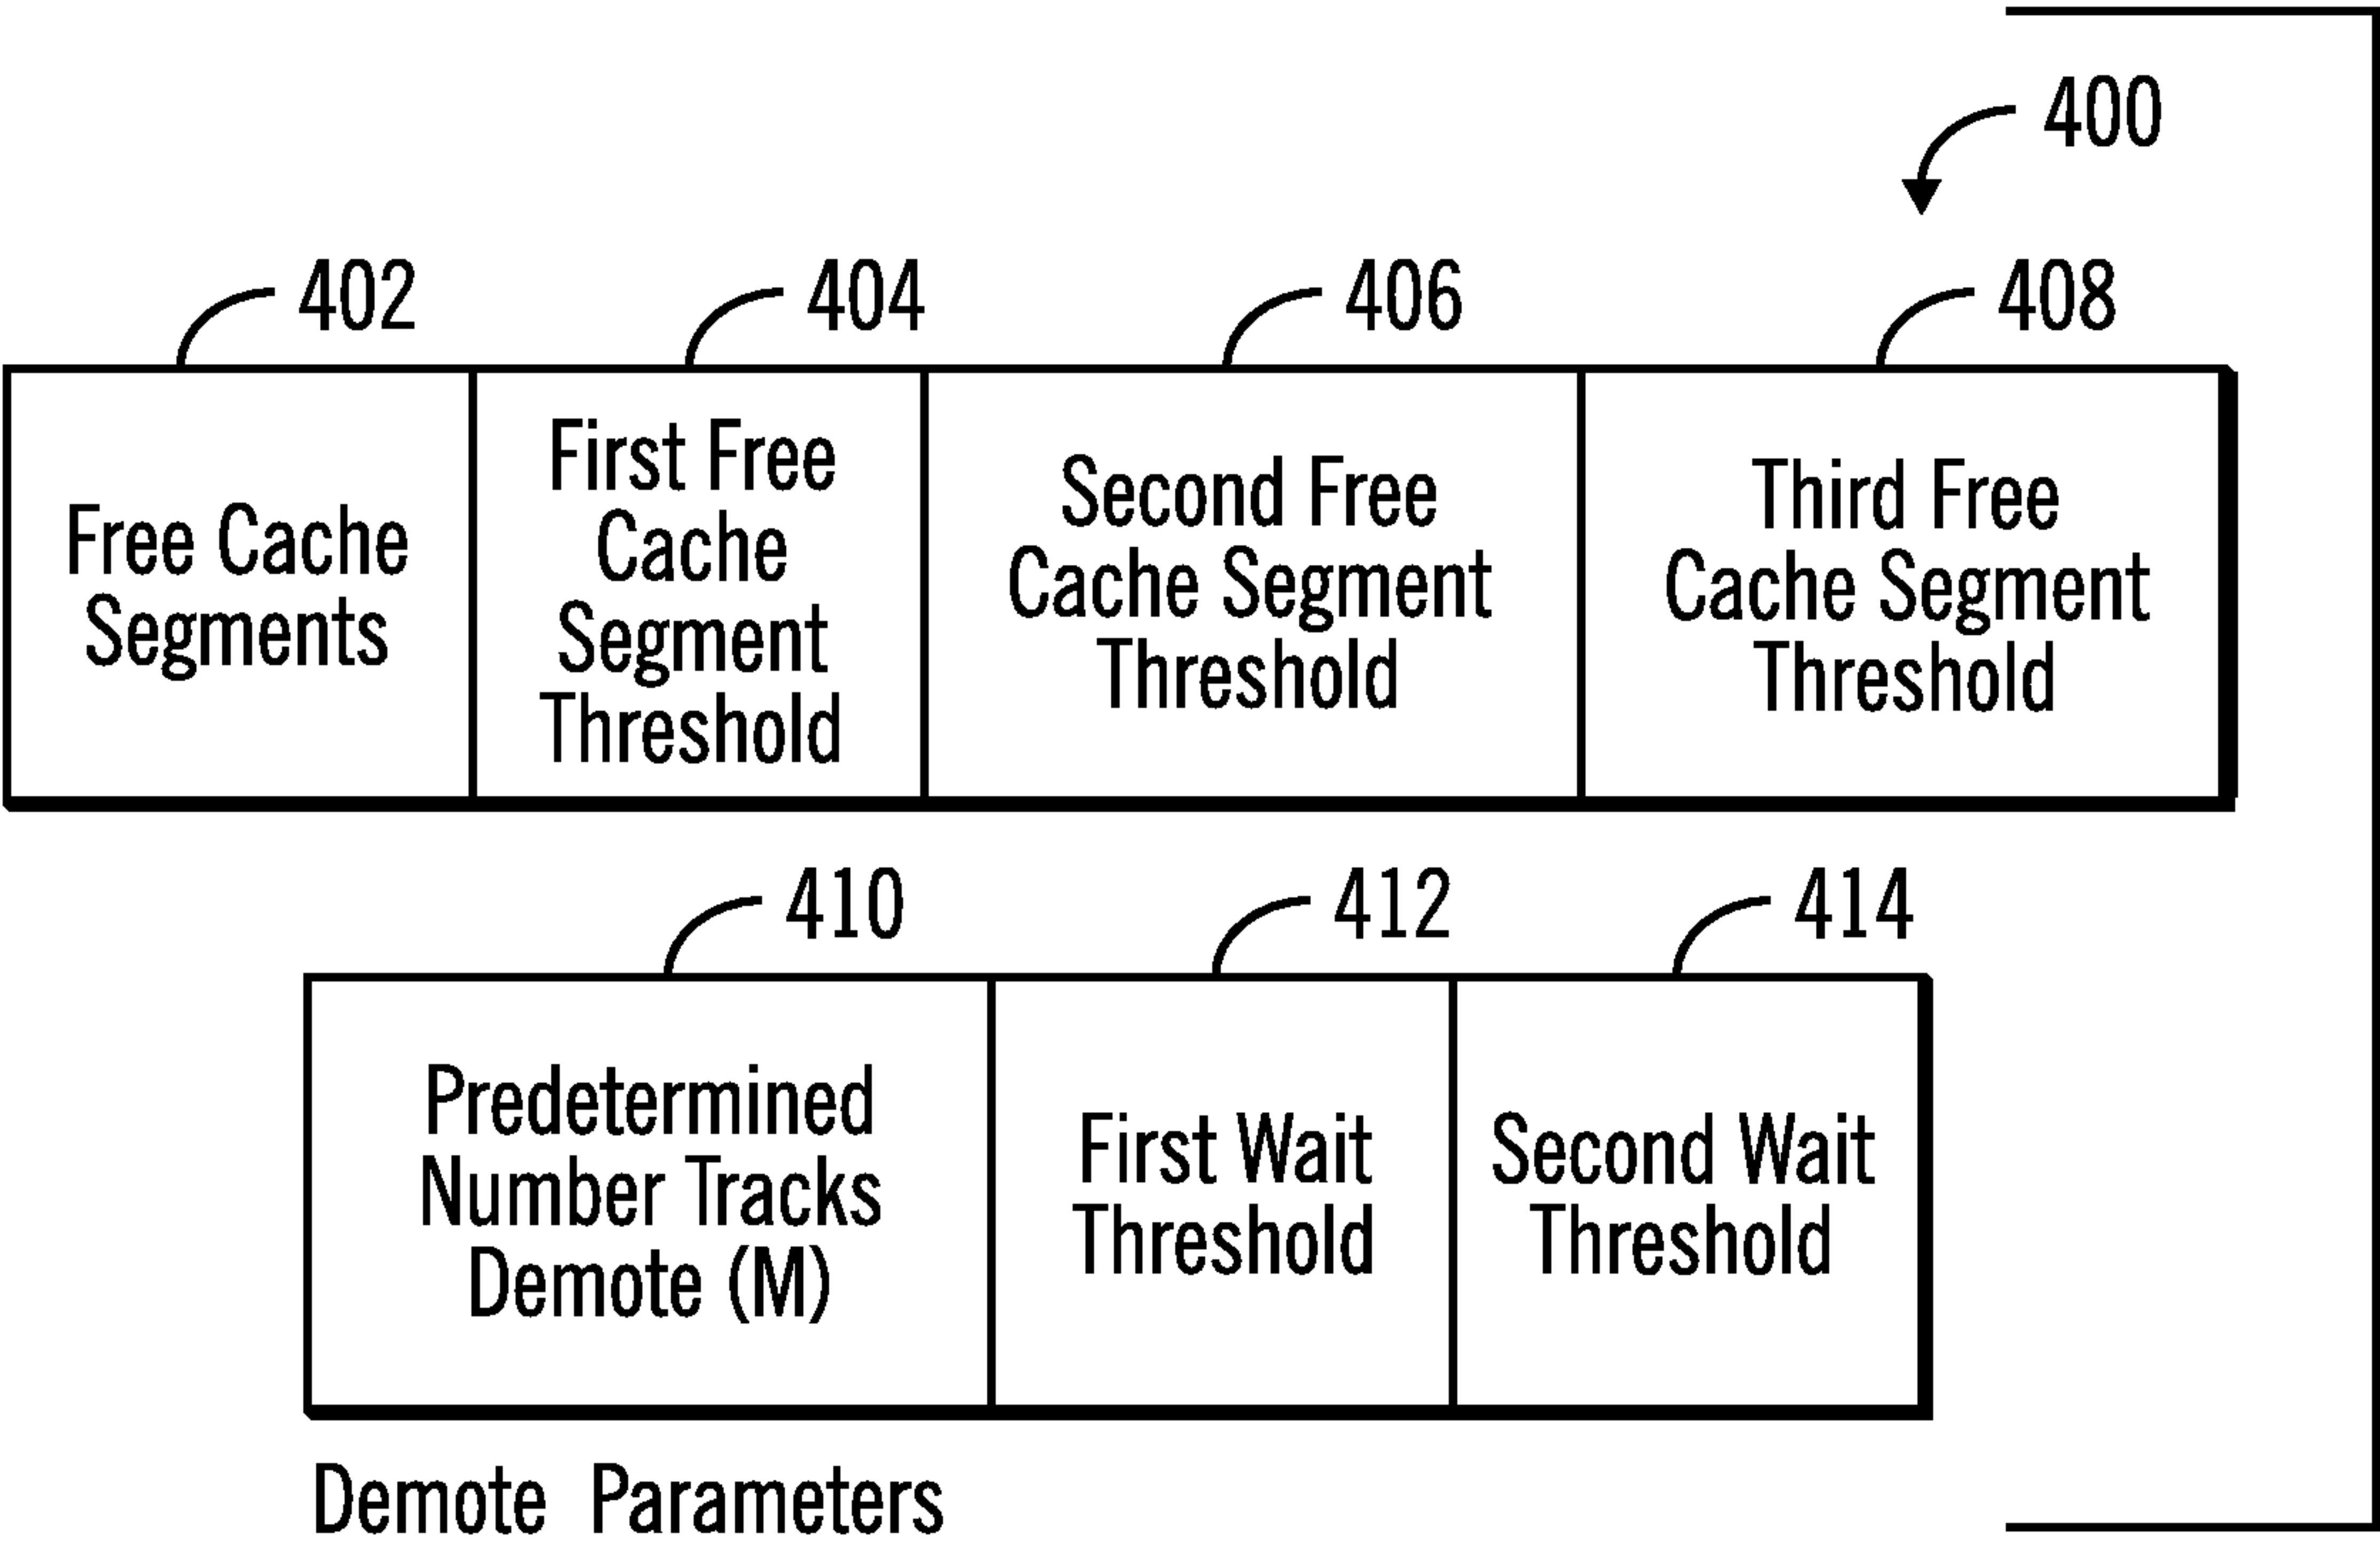 400
402
404
406
408
Free Cache
Segments
First Free
Cache
Segment
Threshold
Second Free
Cache Segment
Threshold
Third Free
Cache Segment
Threshold
410
412
414
Predetermined
Number Tracks
Demote (M)
First Wait
Threshold
Second Wait
Threshold
Demote Parameters